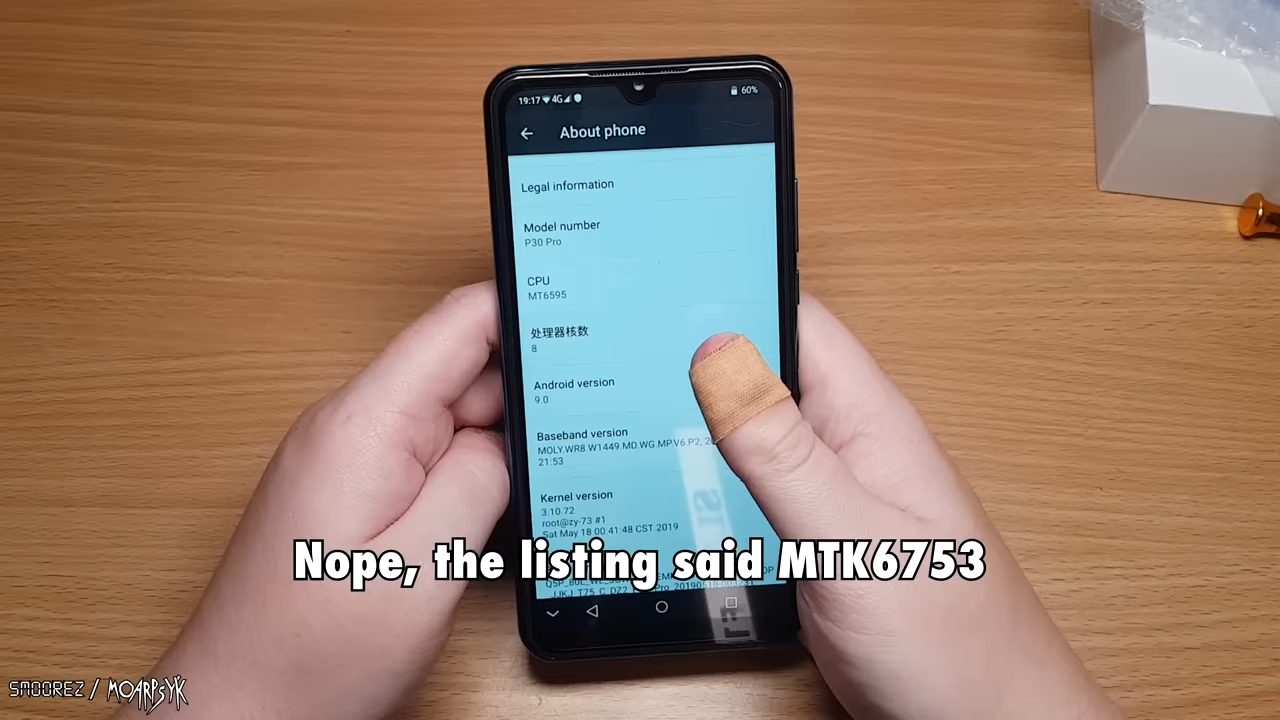 19:17
4G
60%
About phone
Legal information
Model number
P30 Pro
CPU
MT6595
处理器核数
8
Android version
9.0
Baseband version
MOLY.WR8.W1449.MD.WG.MP.V6.P2,
21:53
Kernel version
3.10.72
root@zy-73 #1
Sat May 18 00:41:48 CST 2019
Nope, the listing said MTK6753
SMOOREZ / MOARPSYK